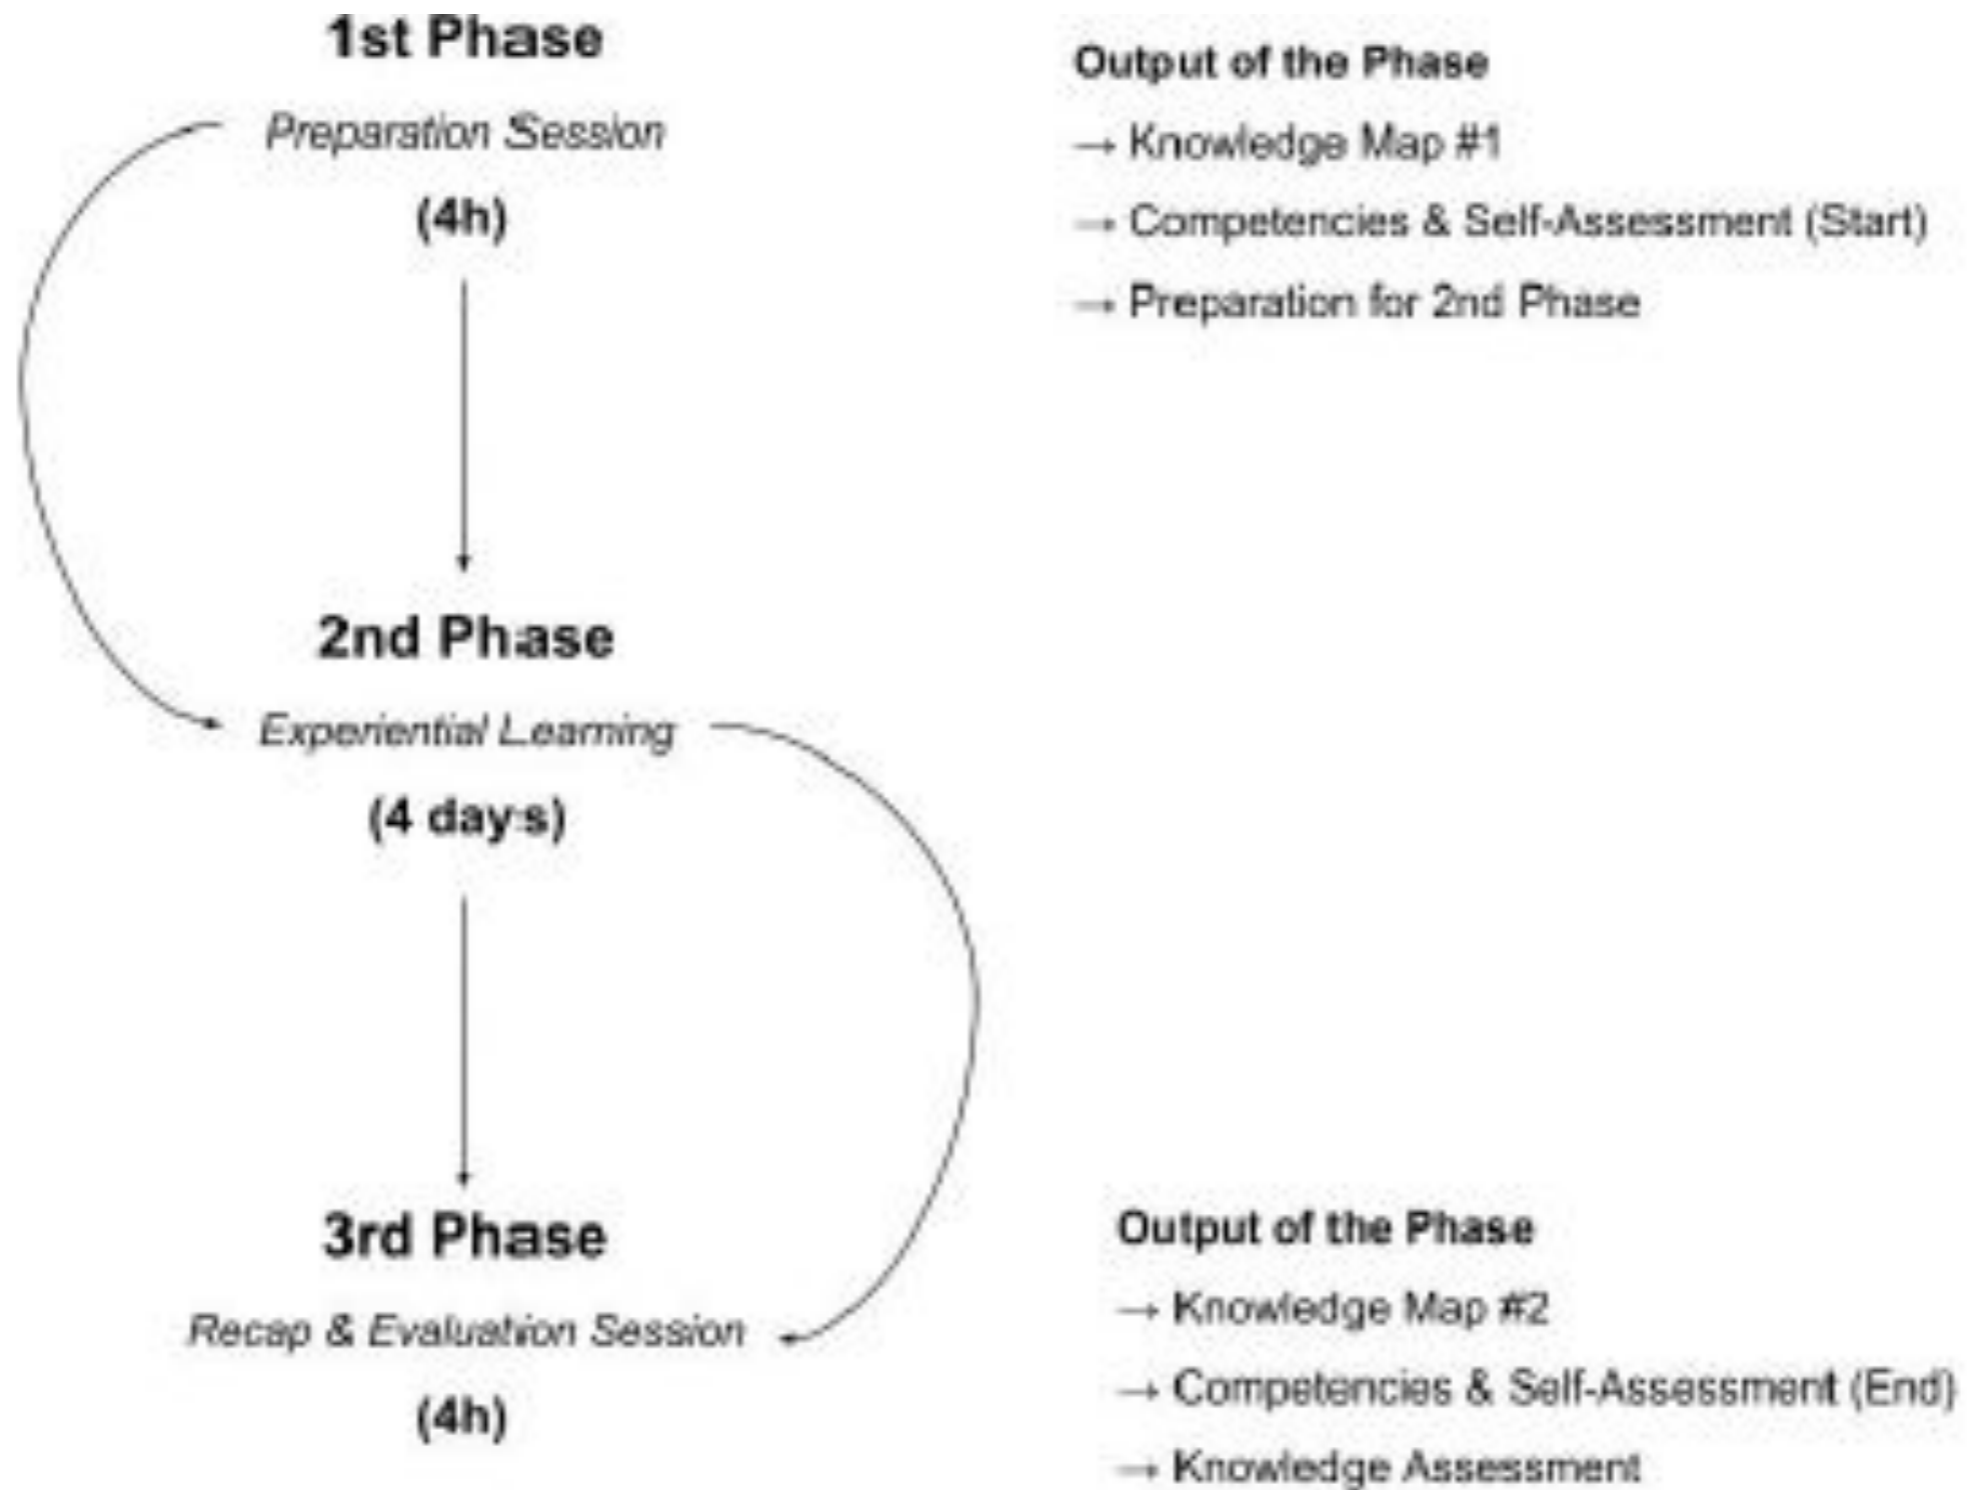 1st Phase
Preparation Session
(4h)
Output of the Phase
→ Knowledge Map #1
→ Competencies & Self-Assessment (Start)
→ Preparation for 2nd Phase
2nd Phase
Experiential Learning
(4 days)
3rd Phase
Recap & Evaluation Session
(4h)
Output of the Phase
→ Knowledge Map #2
→ Competencies & Self-Assessment (End)
→ Knowledge Assessment